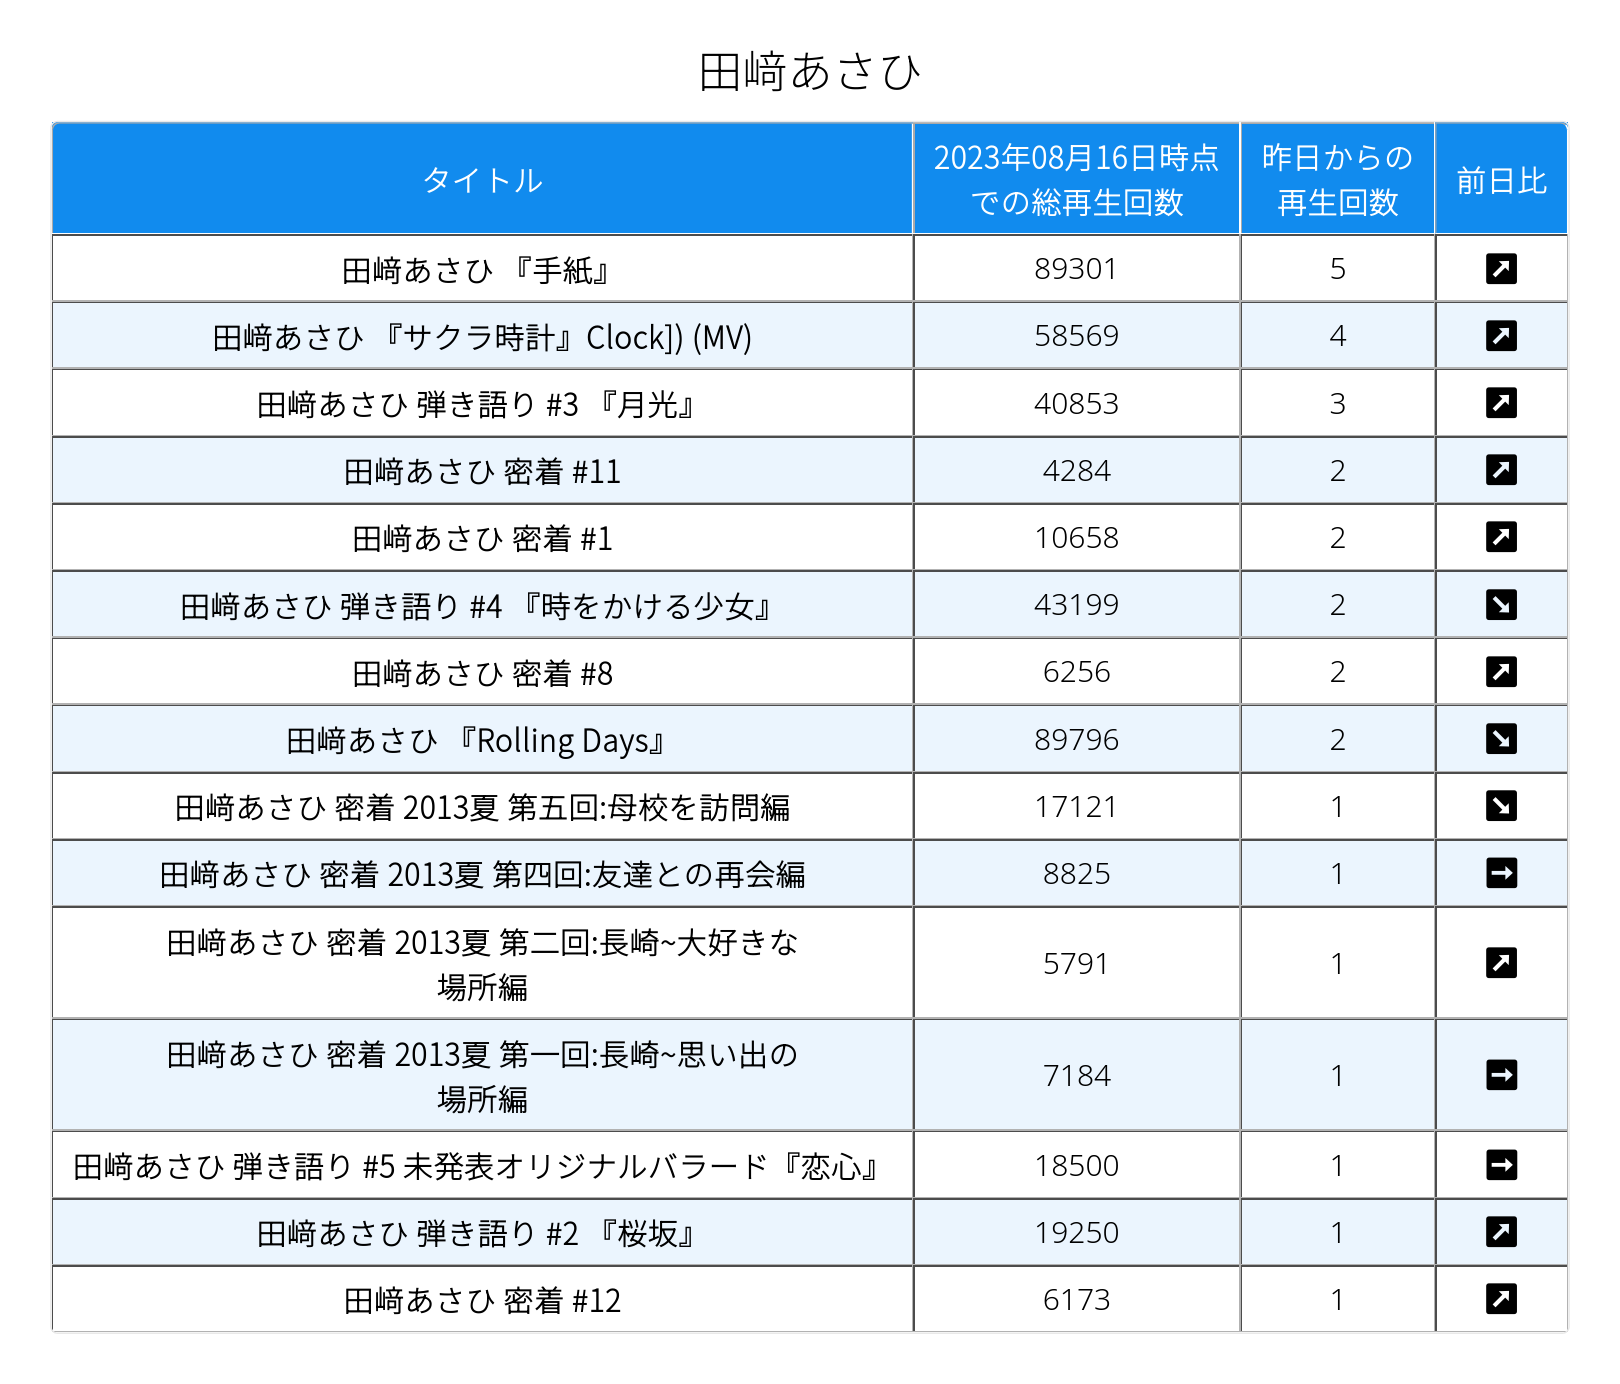 田﨑あさひ
タイトル
2023年08月16日時点
での総再生回数
昨日からの
再生回数
前日比
田﨑あさひ 『手紙』 89301 5
田﨑あさひ 『サクラ時計』Clock]) (MV) 58569 4
田﨑あさひ 弾き語り #3 『月光』 40853 3
田﨑あさひ 密着 #11 4284 2
田﨑あさひ 密着 #1 10658 2
田﨑あさひ 弾き語り #4 『時をかける少女』 43199 2
田﨑あさひ 密着 #8 6256 2
田﨑あさひ 『Rolling Days』 89796 2
田﨑あさひ 密着 2013夏 第五回:母校を訪問編 17121 1
田﨑あさひ 密着 2013夏 第四回:友達との再会編 8825 1
田﨑あさひ 密着 2013夏 第二回:長崎~大好きな
場所編 5791 1
田﨑あさひ 密着 2013夏 第一回:長崎~思い出の
場所編 7184 1
田﨑あさひ 弾き語り #5 未発表オリジナルバラード『恋心』 18500 1
田﨑あさひ 弾き語り #2 『桜坂』 19250 1
田﨑あさひ 密着 #12 6173 1